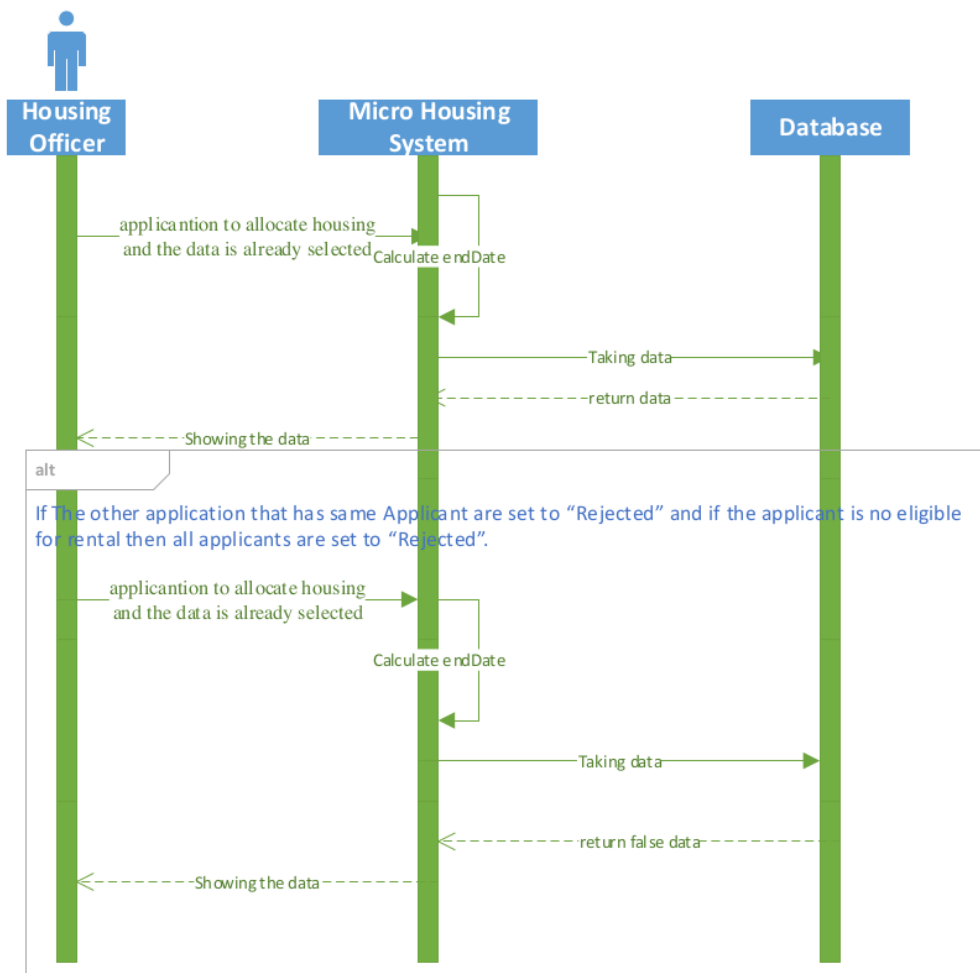 Housing
Officer
Micro Housing
System
Database
applicantion to allocate housing
and the data is already selected
Calculate endDate
Taking data
return data
Showing the data
alt
If The other application that has same Applicant are set to “Rejected” and if the applicant is no eligible
for rental then all applicants are set to “Rejected”.
applicantion to allocate housing
and the data is already selected
Calculate endDate
Taking data
return false data
Showing the data